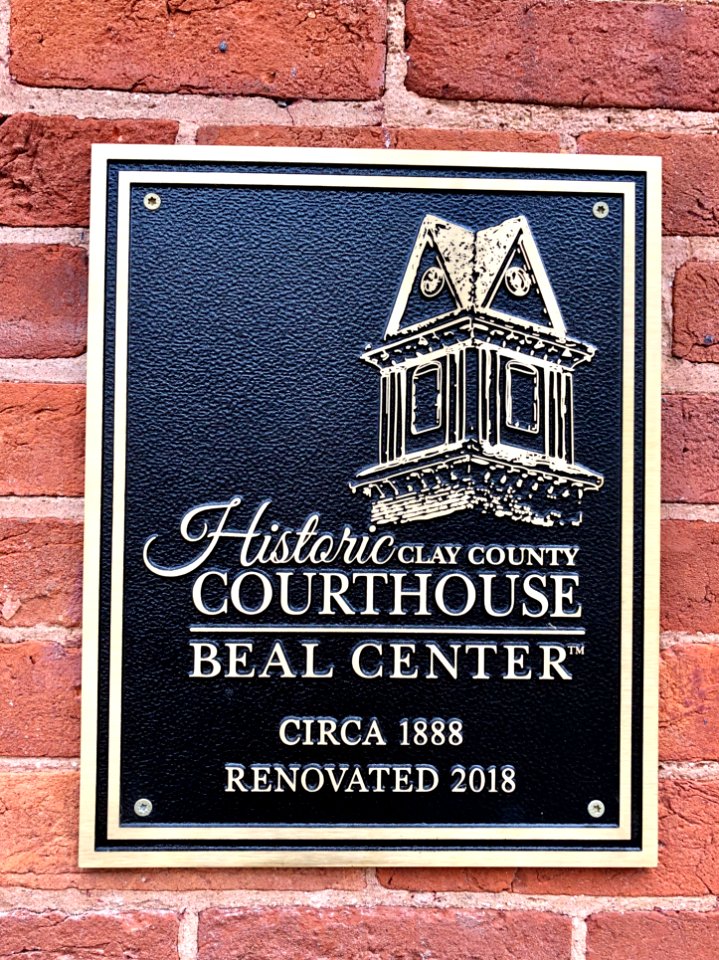 Historic CLAY COUNTY
COURTHOUSE
BEAL CENTER™
CIRCA 1888
RENOVATED 2018